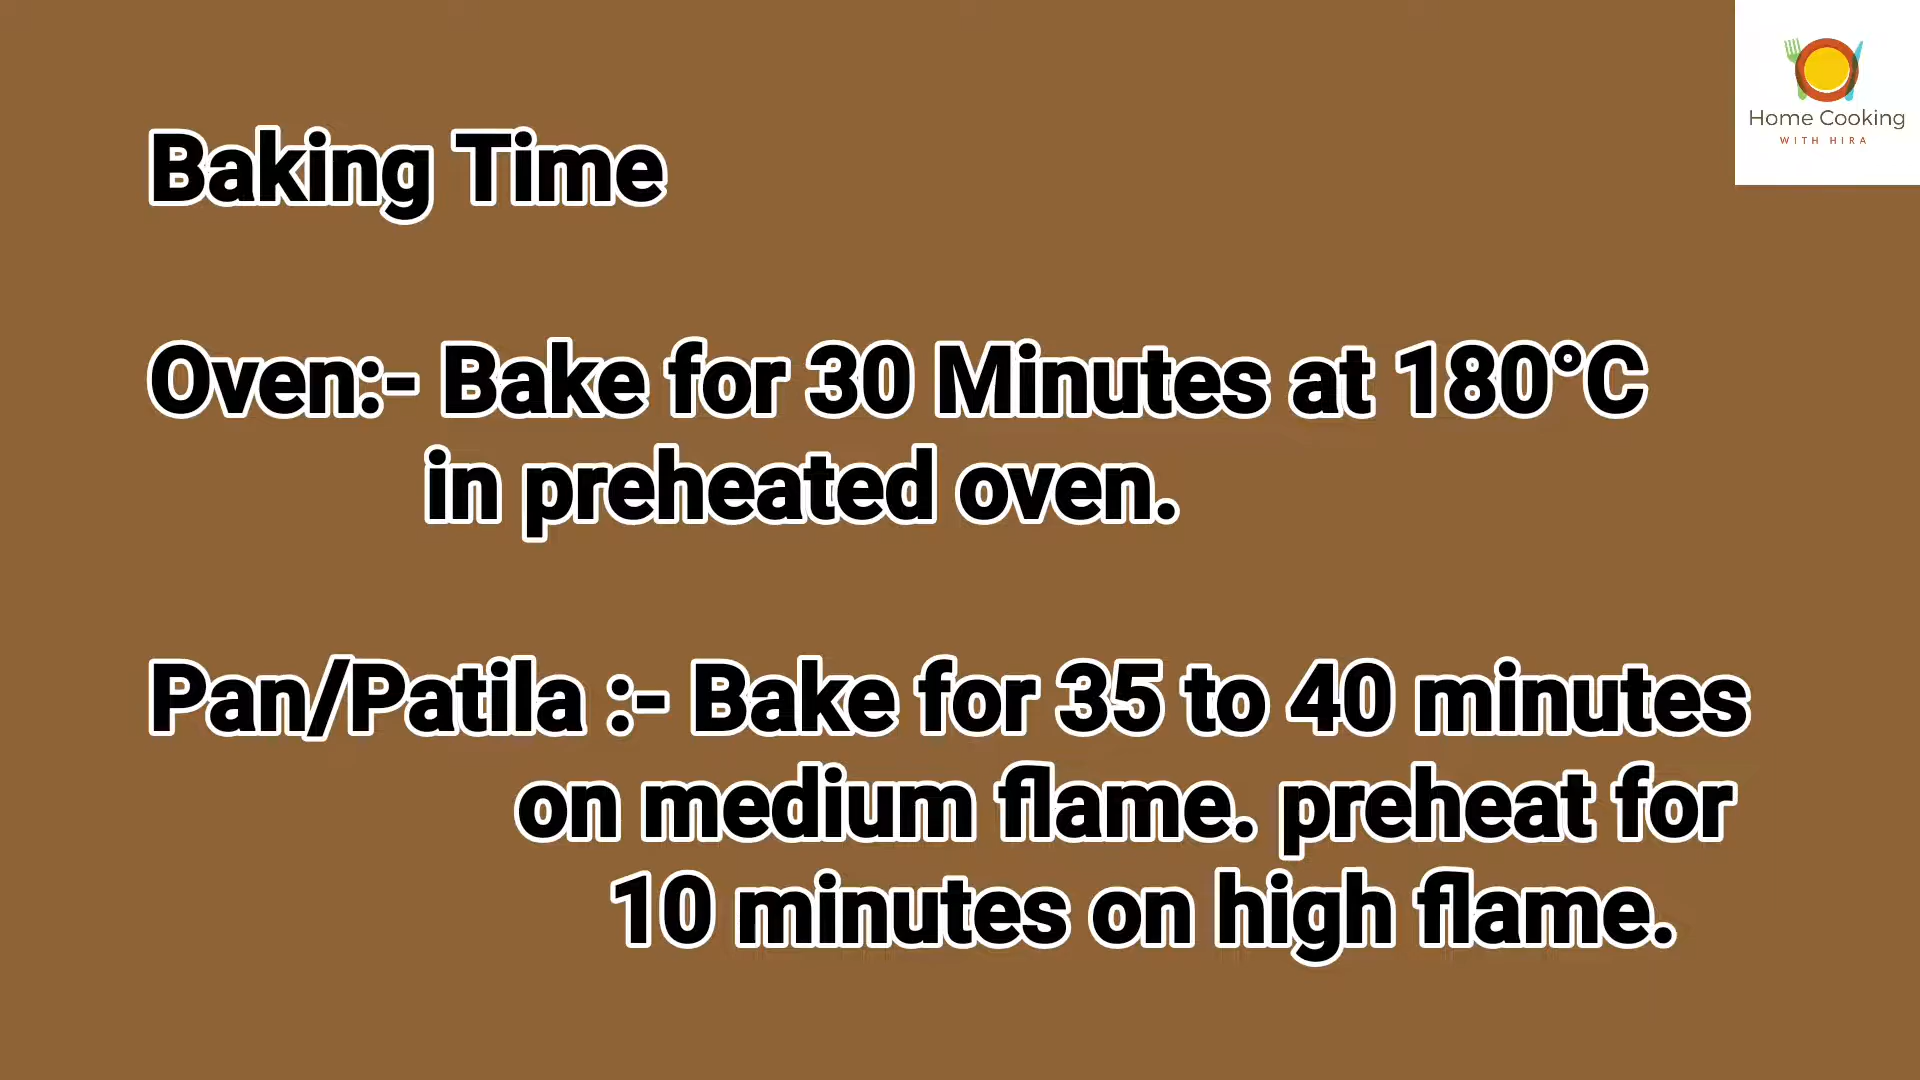 Home Cooking
WITH HIRA
Baking Time
Oven:- Bake for 30 Minutes at 180°C
in preheated oven.
Pan/Patila :- Bake for 35 to 40 minutes
on medium flame. preheat for
10 minutes on high flame.